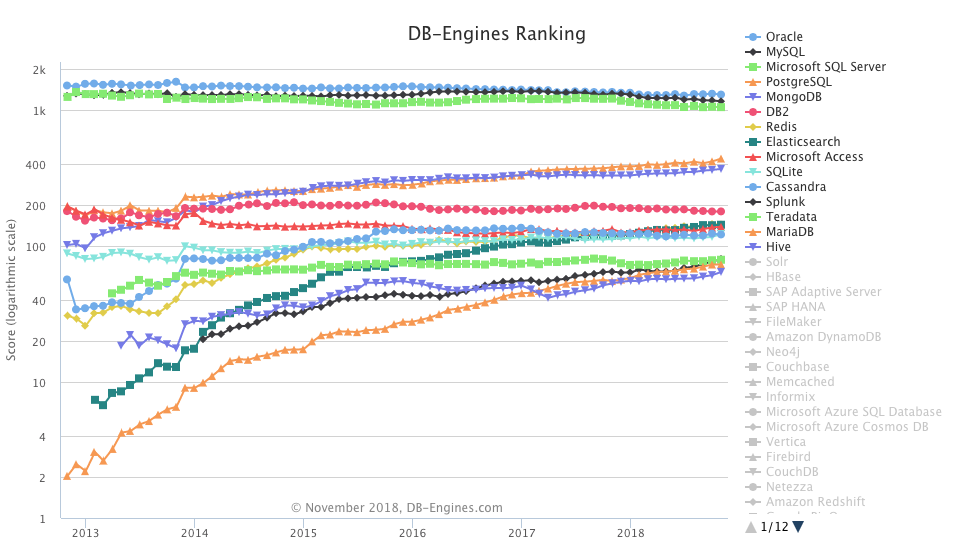 DB-Engines Ranking
Score (logarithmic scale)
2k
1k
400
200
100
40
20
10
4
2
1
2013
2014
2015
2016
2017
2018
© November 2018, DB-Engines.com
Oracle
MySQL
Microsoft SQL Server
PostgreSQL
MongoDB
DB2
Redis
Elasticsearch
Microsoft Access
SQLite
Cassandra
Splunk
Teradata
MariaDB
Hive
Solr
HBase
SAP Adaptive Server
SAP HANA
FileMaker
Amazon DynamoDB
Neo4j
Couchbase
Memcached
Informix
Microsoft Azure SQL Database
Microsoft Azure Cosmos DB
Vertica
Firebird
CouchDB
Netezza
Amazon Redshift
1/12